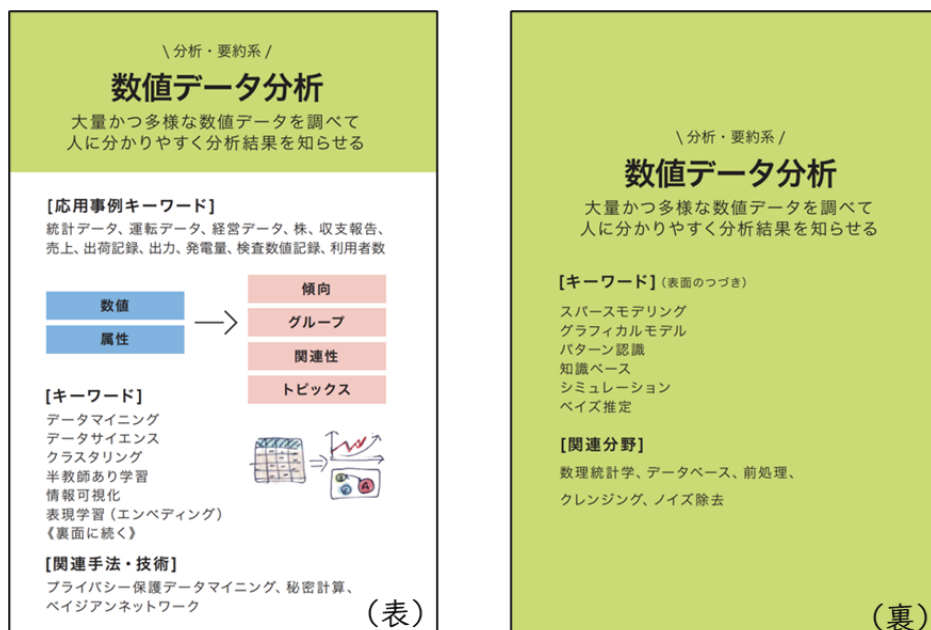 \ 分析・要約系 /
数値データ分析
大量かつ多様な数値データを調べて
人に分かりやすく分析結果を知らせる
[応用事例キーワード]
統計データ、運転データ、経営データ、株、収支報告、
売上、出荷記録、出力、発電量、検査数値記録、利用者数
数値
属性
傾向
グループ
関連性
トピックス
[キーワード]
データマイニング
データサイエンス
クラスタリング
半教師あり学習
情報可視化
表現学習(エンベディング)
《裏面に続く》
[関連手法・技術]
プライバシー保護データマイニング、秘密計算、
ベイジアンネットワーク
(表)
\ 分析・要約系 /
数値データ分析
大量かつ多様な数値データを調べて
人に分かりやすく分析結果を知らせる
[キーワード](表面のつづき)
スパースモデリング
グラフィカルモデル
パターン認識
知識ベース
シミュレーション
ベイズ推定
[関連分野]
数理統計学、データベース、前処理、
クレンジング、ノイズ除去
(裏)